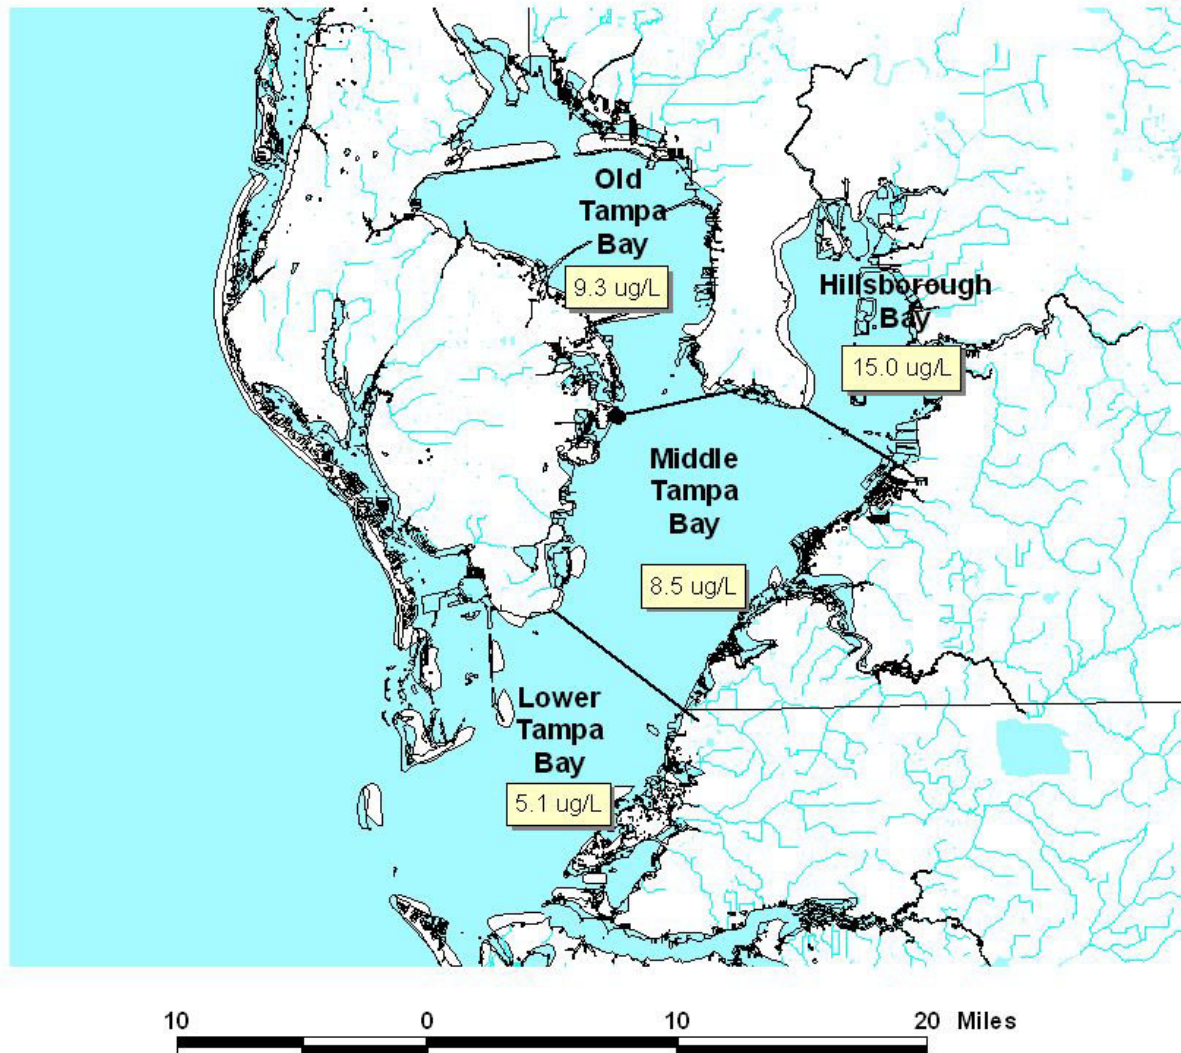 Old
Tampa
Bay
9.3 ug/L
Hillsborough
Bay
15.0 ug/L
Middle
Tampa
Bay
8.5 ug/L
Lower
Tampa
Bay
5.1 ug/L
10 0 10 20 Miles